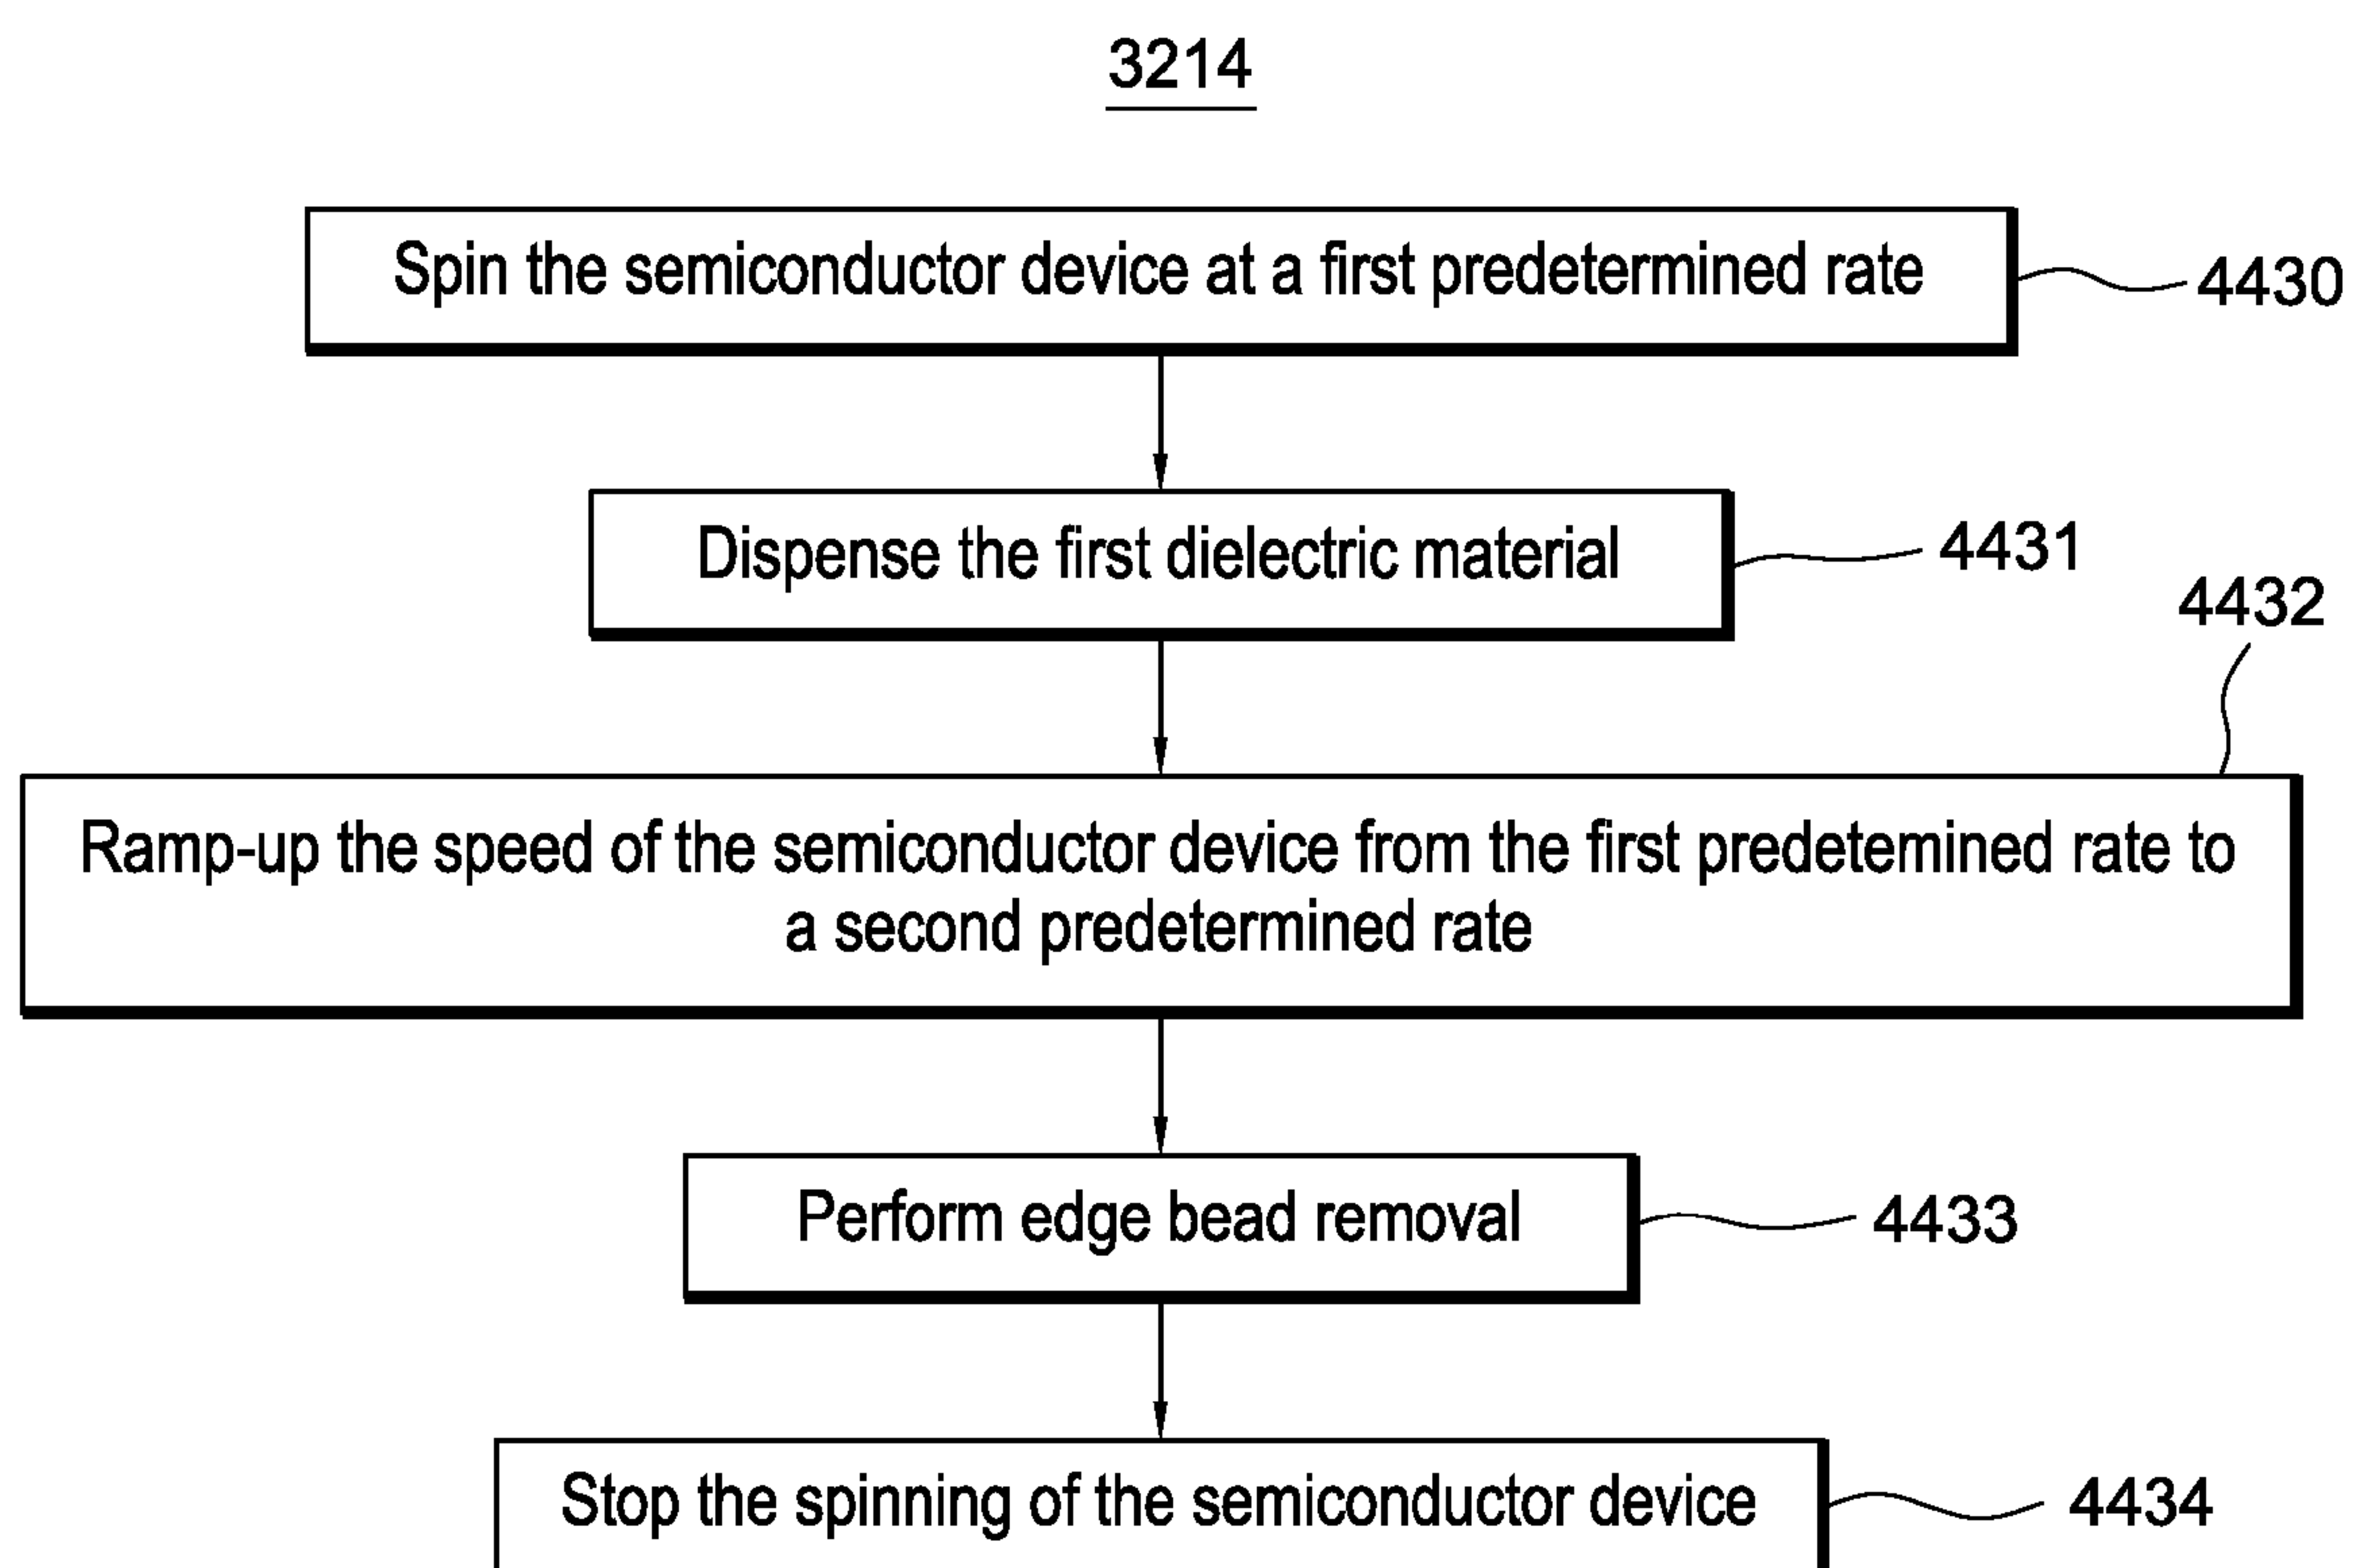 3214
Spin the semiconductor device at a first predetermined rate
4430
Dispense the first dielectric material
4431
4432
Ramp-up the speed of the semiconductor device from the first predetemined rate to
a second predetermined rate
Perform edge bead removal
4433
Stop the spinning of the semiconductor device
4434